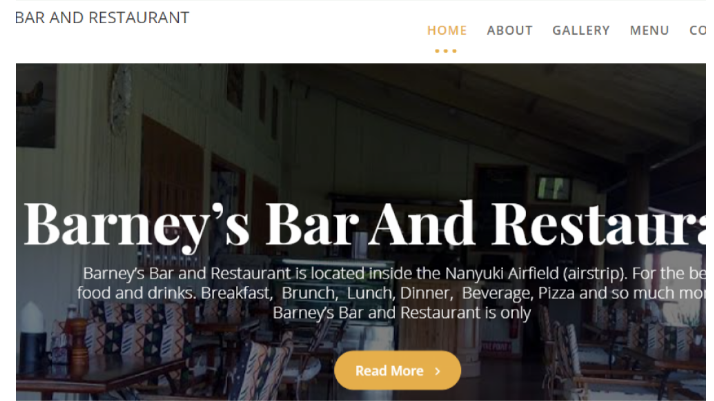 BAR AND RESTAURANT
HOME ABOUT GALLERY MENU CO
Barney's Bar And Restaura
Barney's Bar and Restaurant is located inside the Nanyuki Airfield (airstrip). For the be
food and drinks. Breakfast, Brunch, Lunch, Dinner, Beverage, Pizza and so much mor
Barney's Bar and Restaurant is only
Read More ›